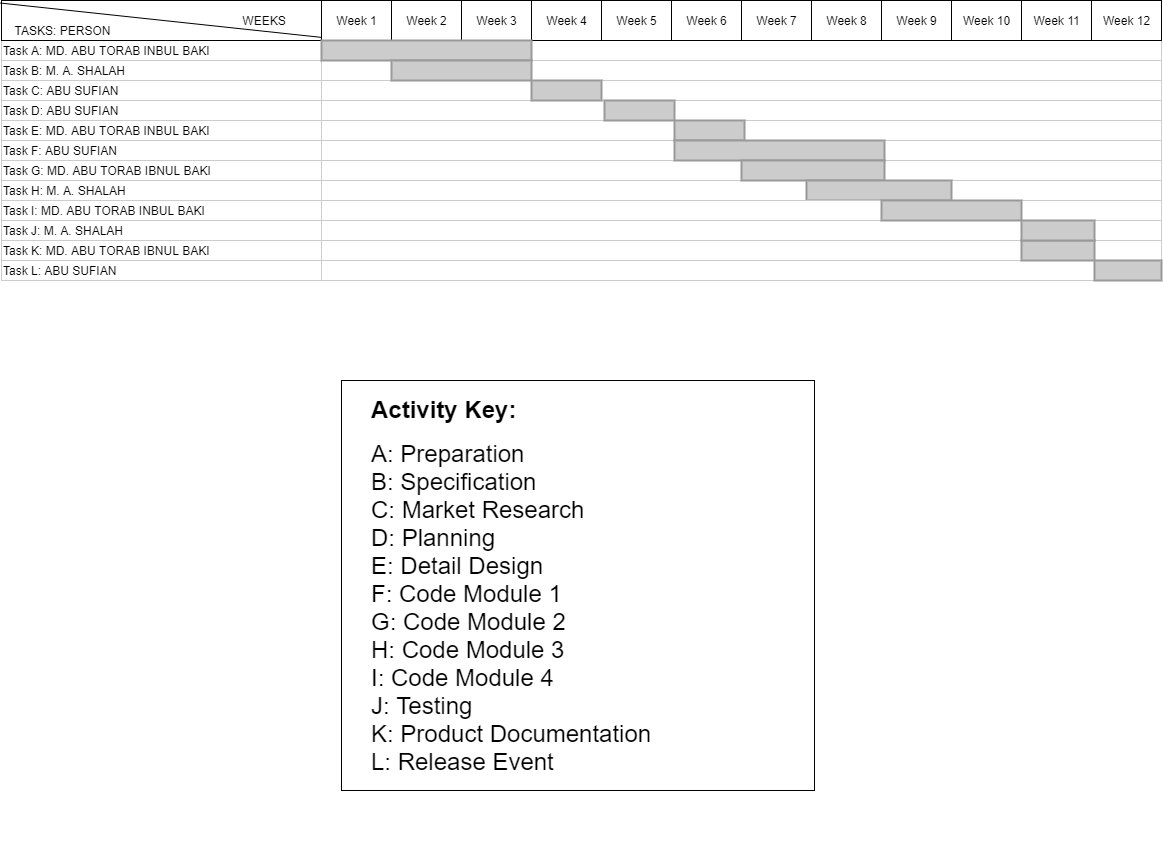 WEEKS
TASKS: PERSON
Week 1 Week 2 Week 3 Week 4 Week 5 Week 6 Week 7 Week 8 Week 9 Week 10 Week 11 Week 12
Task A: MD. ABU TORAB INBUL BAKI
Task B: M. A. SHALAH
Task C: ABU SUFIAN
Task D: ABU SUFIAN
Task E: MD. ABU TORAB INBUL BAKI
Task F: ABU SUFIAN
Task G: MD. ABU TORAB IBNUL BAKI
Task H: M. A. SHALAH
Task I: MD. ABU TORAB INBUL BAKI
Task J: M. A. SHALAH
Task K: MD. ABU TORAB IBNUL BAKI
Task L: ABU SUFIAN
Activity Key:
A: Preparation
B: Specification
C: Market Research
D: Planning
E: Detail Design
F: Code Module 1
G: Code Module 2
H: Code Module 3
I: Code Module 4
J: Testing
K: Product Documentation
L: Release Event